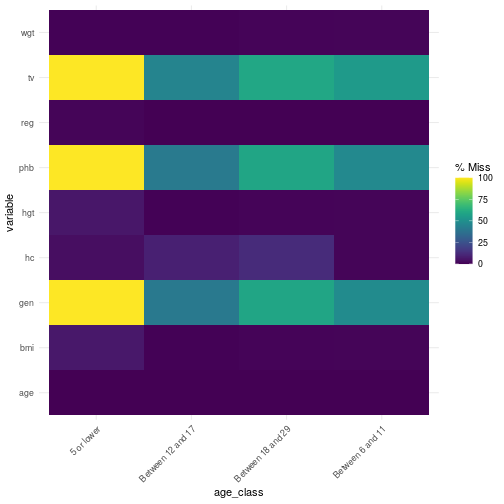 wgt
tv
reg
phb
hgt
hc
gen
bmi
age
variable
5 or lower
Between 12 and 17
Between 18 and 29
Between 6 and 11
age_class
% Miss
100
75
50
25
0